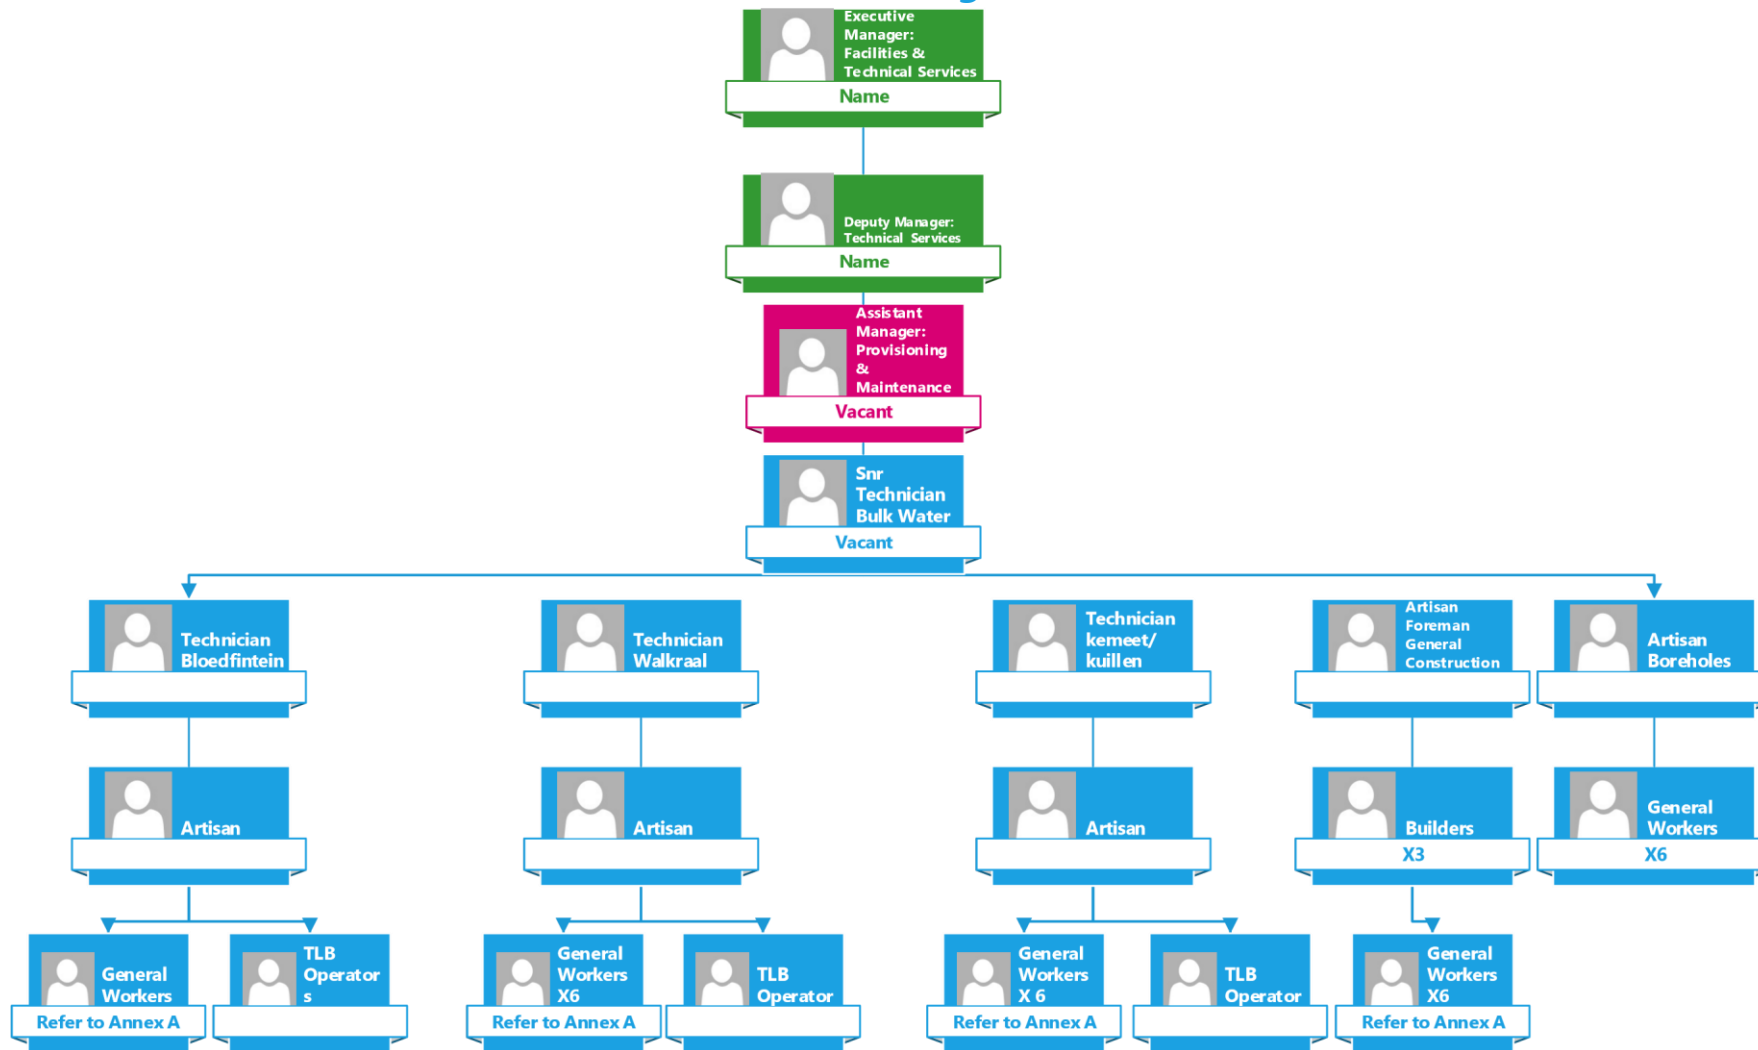 Executive
Manager:
Facilities &
Technical Services
Name
Deputy Manager:
Technical Services
Name
Assistant
Manager:
Provisioning
&
Maintenance
Vacant
Snr
Technician
Bulk Water
Vacant
Technician
Bloedfintein
Technician
Walkraal
Technician
kemeet/
kuillen
Artisan
Foreman
General
Construction
Artisan
Boreholes
Artisan
Artisan
Artisan
Builders
X3
General
Workers
X6
General
Workers
Refer to Annex A
TLB
Operator
s
General
Workers
X6
Refer to Annex A
TLB
Operator
General
Workers
X 6
Refer to Annex A
TLB
Operator
General
Workers
X6
Refer to Annex A